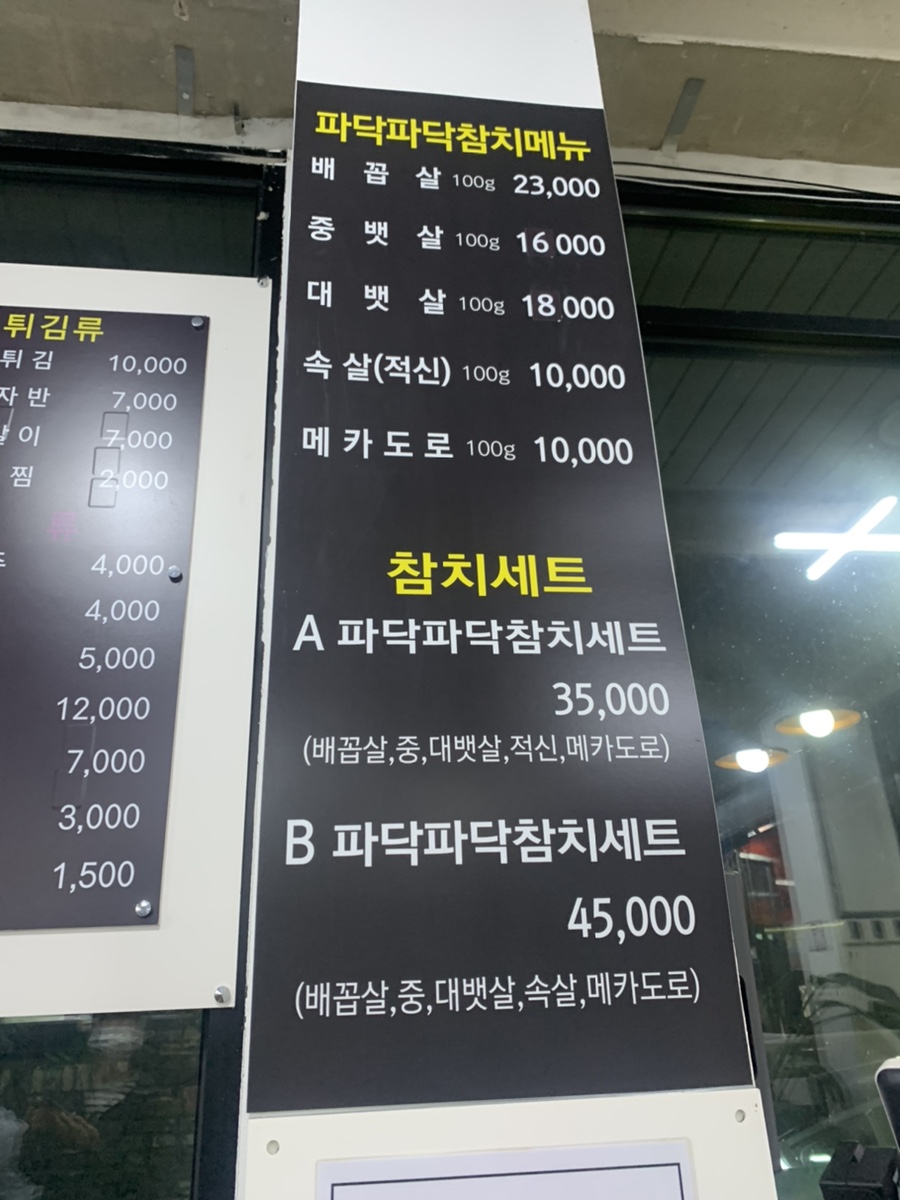 파닥파닥참치메뉴
배 꼽 살 100g 23,000
중 뱃 살 100g 16 000
대 뱃 살 100g 18 000
속 살(적신) 100g 10,000
메 카 도 로 100g 10,000
참치세트
A 파닥파닥참치세트
35,000
(배꼽살,중,대뱃살,적신,메카도로)
B 파닥파닥참치세트
45,000
(배꼽살,중,대뱃살,속살,메카도로)
튀김류
튀 김 10,000
자 반 7,000
이 7,000
찜 2,000
류
4,000
4,000
5,000
12,000
7,000
3,000
1,500